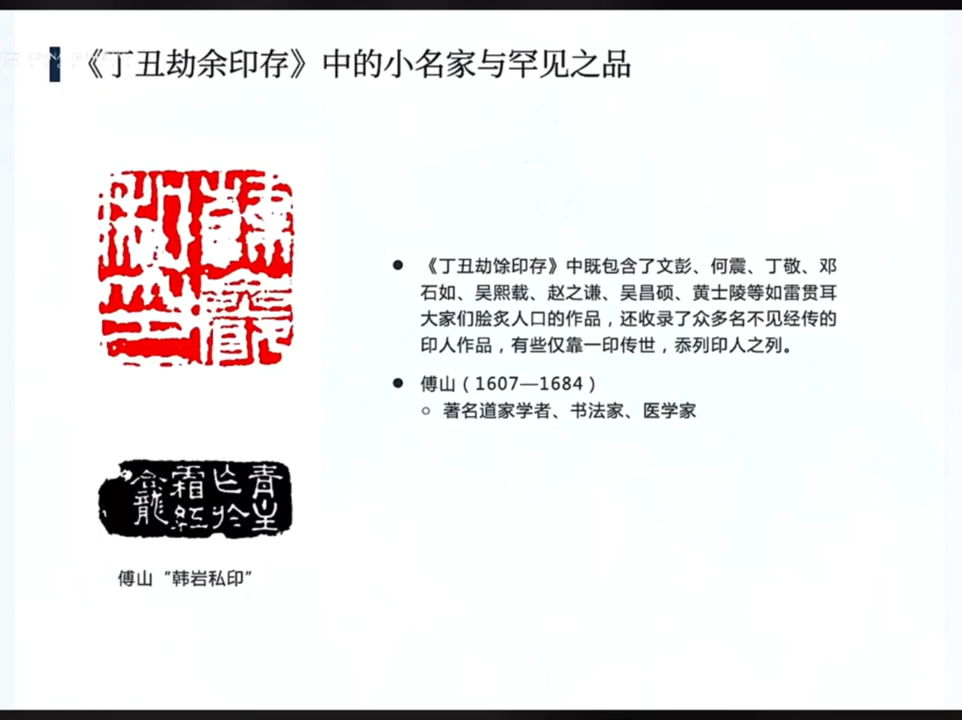 《丁丑劫余印存》中的小名家与罕见之品
● 《丁丑劫馀印存》中既包含了文彭、何震、丁敬、邓
石如、吴熙载、赵之谦、吴昌硕、黄士陵等如雷贯耳
大家们脍炙人口的作品，还收录了众多名不见经传的
印人作品，有些仅靠一印传世，忝列印人之列。
● 傅山（1607—1684）
○ 著名道家学者、书法家、医学家
傅山“韩岩私印”